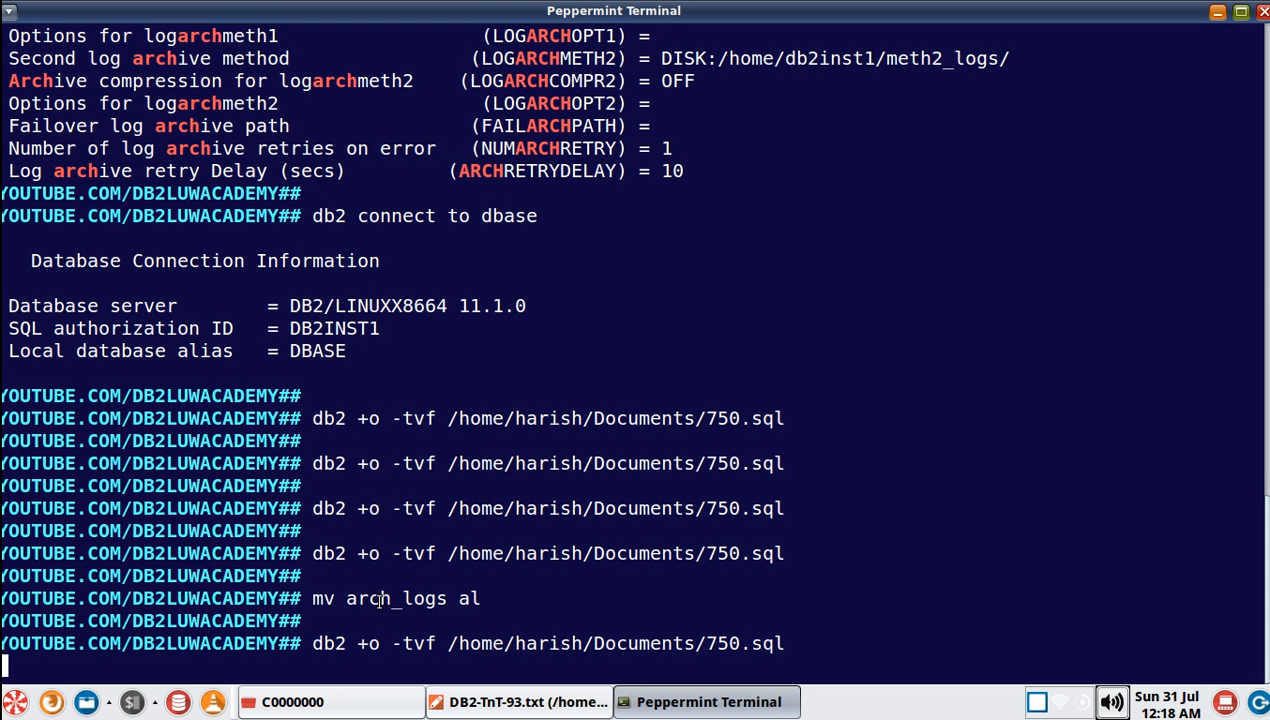 Peppermint Terminal
Options for logarchmeth1 (LOGARCHOPT1) =
Second log archive method (LOGARCHMETH2) = DISK:/home/db2inst1/meth2_logs/
Archive compression for logarchmeth2 (LOGARCHCOMPR2) = OFF
Options for logarchmeth2 (LOGARCHOPT2) =
Failover log archive path (FAILARCHPATH) =
Number of log archive retries on error (NUMARCHRETRY) = 1
Log archive retry Delay (secs) (ARCHRETRYDELAY) = 10
YOUTUBE.COM/DB2LUWACADEMY##
YOUTUBE.COM/DB2LUWACADEMY## db2 connect to dbase
Database Connection Information
Database server = DB2/LINUXX8664 11.1.0
SQL authorization ID = DB2INST1
Local database alias = DBASE
YOUTUBE.COM/DB2LUWACADEMY##
YOUTUBE.COM/DB2LUWACADEMY## db2 +o -tvf /home/harish/Documents/750.sql
YOUTUBE.COM/DB2LUWACADEMY##
YOUTUBE.COM/DB2LUWACADEMY## db2 +o -tvf /home/harish/Documents/750.sql
YOUTUBE.COM/DB2LUWACADEMY##
YOUTUBE.COM/DB2LUWACADEMY## db2 +o -tvf /home/harish/Documents/750.sql
YOUTUBE.COM/DB2LUWACADEMY##
YOUTUBE.COM/DB2LUWACADEMY## db2 +o -tvf /home/harish/Documents/750.sql
YOUTUBE.COM/DB2LUWACADEMY##
YOUTUBE.COM/DB2LUWACADEMY## mv arch_logs al
YOUTUBE.COM/DB2LUWACADEMY##
YOUTUBE.COM/DB2LUWACADEMY## db2 +o -tvf /home/harish/Documents/750.sql
C0000000 DB2-TnT-93.txt (/home... Peppermint Terminal
Sun 31 Jul
12:18 AM